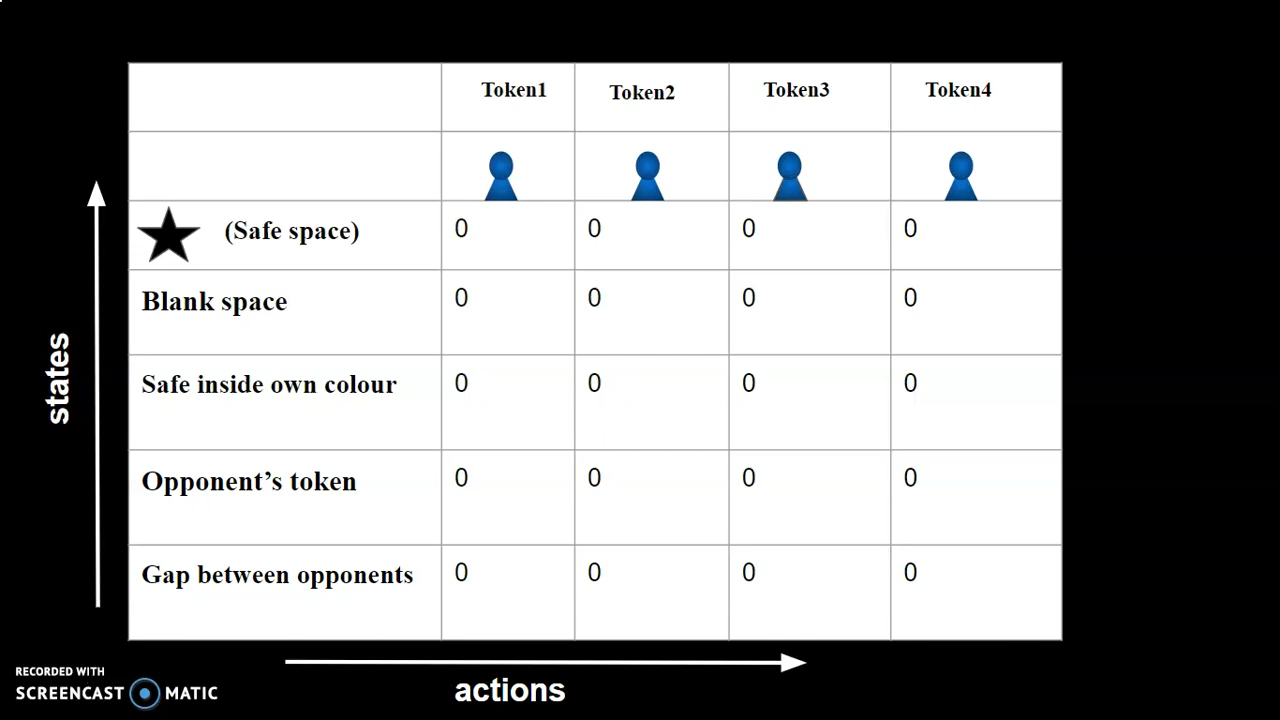 Token1 Token2 Token3 Token4
(Safe space) 0 0 0 0
Blank space 0 0 0 0
Safe inside own colour 0 0 0 0
Opponent’s token 0 0 0 0
Gap between opponents 0 0 0 0
states
actions
RECORDED WITH
SCREENCAST MATIC